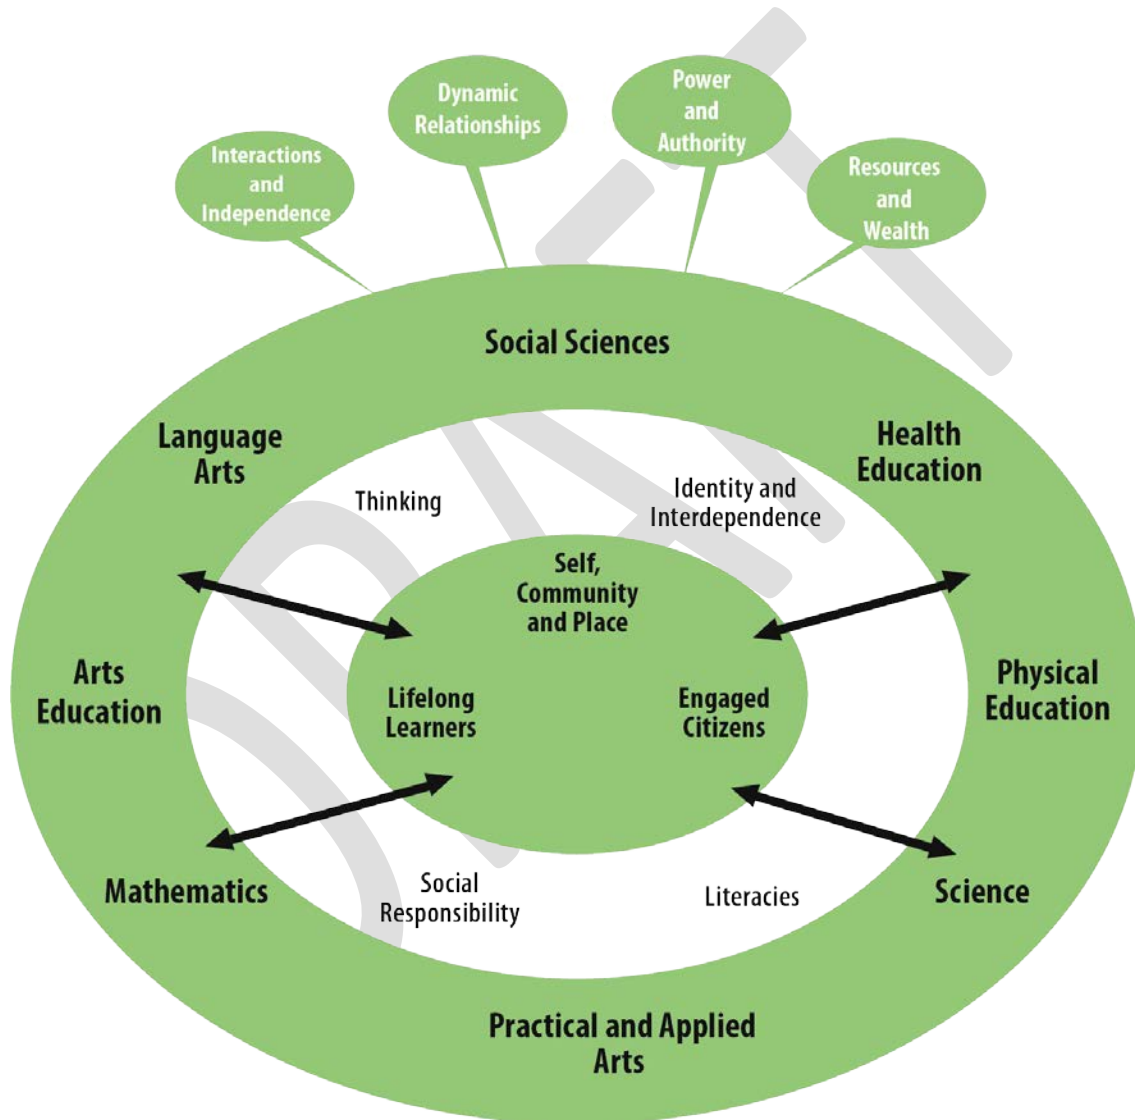 Dynamic
Relationships
Power
and
Authority
Interactions
and
Independence
Resources
and
Wealth
Social Sciences
Language
Arts
Health
Education
Thinking
Identity and
Interdependence
Self,
Community
and Place
Arts
Education
Lifelong
Learners
Engaged
Citizens
Physical
Education
Mathematics
Social
Responsibility
Literacies
Science
Practical and Applied
Arts
DRAFT